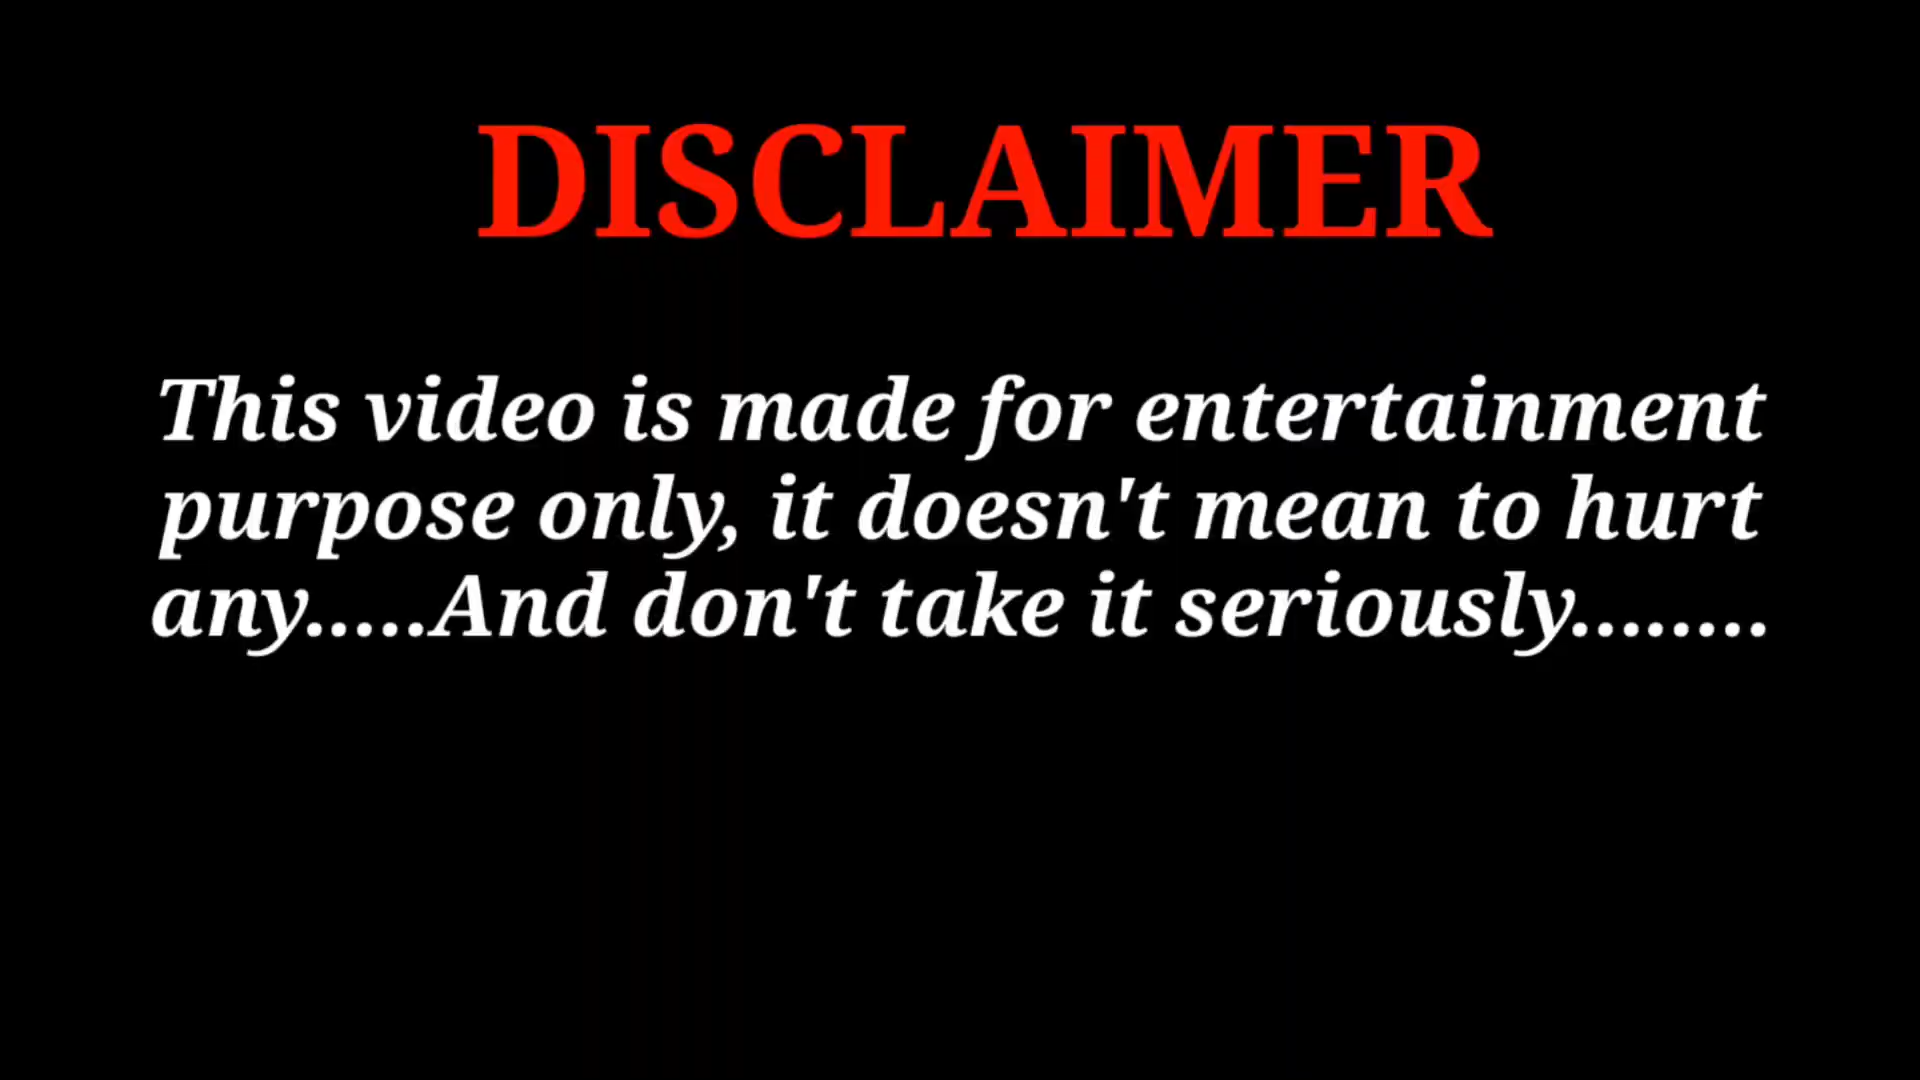 DISCLAIMER
This video is made for entertainment
purpose only, it doesn't mean to hurt
any.....And don't take it seriously........